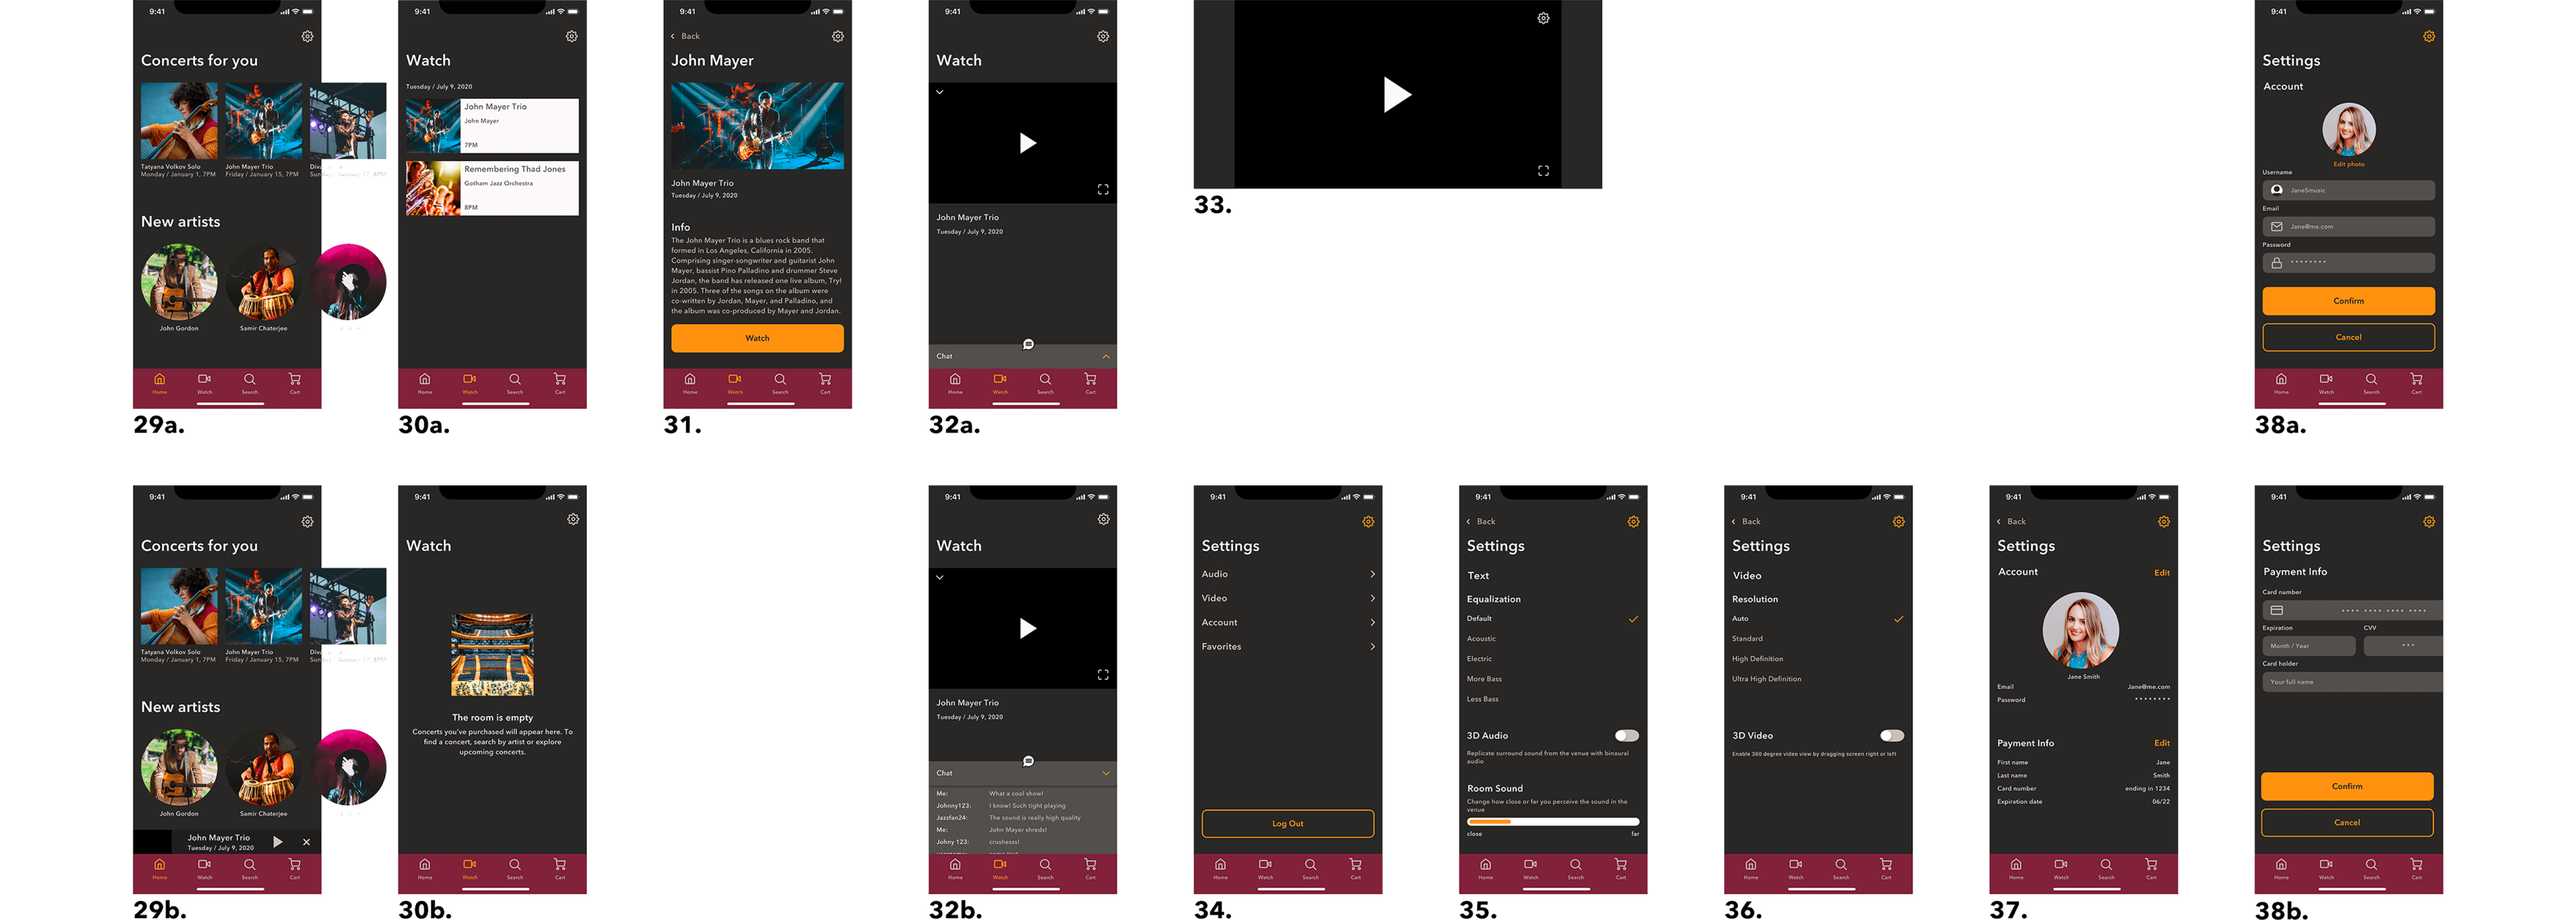 9:41
Concerts for you
Tatyana Volkov Solo
Monday / January 1, 7PM
John Mayer Trio
Friday / January 15, 7PM
New artists
John Gordon
Samir Chaterjee
Home
Watch
Search
Cart
29a.
9:41
Watch
Tuesday / July 9, 2020
John Mayer Trio
John Mayer
7PM
Remembering Thad Jones
Gotham Jazz Orchestra
8PM
Home
Watch
Search
Cart
30a.
9:41
Back
John Mayer
John Mayer Trio
Tuesday / July 9, 2020
Info
The John Mayer Trio is a blues rock band that
formed in Los Angeles, California in 2005.
Comprising singer-songwriter and guitarist John
Mayer, bassist Pino Palladino and drummer Steve
Jordan, the band has released one live album, Try!
in 2005. Three of the songs on the album were
co-written by Jordan, Mayer, and Palladino, and
the album was co-produced by Mayer and Jordan.
Watch
Home
Watch
Search
Cart
31.
9:41
Watch
John Mayer Trio
Tuesday / July 9, 2020
Chat
Home
Watch
Search
Cart
32a.
33.
9:41
Settings
Account
Edit photo
Username
Jane5music
Email
Jane@me.com
Password
Confirm
Cancel
Home
Watch
Search
Cart
38a.
9:41
Concerts for you
Tatyana Volkov Solo
Monday / January 1, 7PM
John Mayer Trio
Friday / January 15, 7PM
New artists
John Gordon
Samir Chaterjee
John Mayer Trio
Tuesday / July 9, 2020
Home
Watch
Search
Cart
29b.
9:41
Watch
The room is empty
Concerts you've purchased will appear here. To
find a concert, search by artist or explore
upcoming concerts.
Home
Watch
Search
Cart
30b.
9:41
Watch
John Mayer Trio
Tuesday / July 9, 2020
Chat
Me: What a cool show!
Johnny123: I know! Such tight playing
Jazzfan24: The sound is really high quality
Me: John Mayer shreds!
Johny 123: crushesss!
Home
Watch
Search
Cart
32b.
9:41
Settings
Audio
Video
Account
Favorites
Log Out
Home
Watch
Search
Cart
34.
9:41
Back
Settings
Text
Equalization
Default
Acoustic
Electric
More Bass
Less Bass
3D Audio
Replicate surround sound from the venue with binaural
audio
Room Sound
Change how close or far you perceive the sound in the
venue
close far
Home
Watch
Search
Cart
35.
9:41
Back
Settings
Video
Resolution
Auto
Standard
High Definition
Ultra High Definition
3D Video
Enable 360 degree video view by dragging screen right or left
Home
Watch
Search
Cart
36.
9:41
Back
Settings
Account Edit
Jane Smith
Email Jane@me.com
Password
Payment Info Edit
First name Jane
Last name Smith
Card number ending in 1234
Expiration date 06/22
Home
Watch
Search
Cart
37.
9:41
Settings
Payment Info
Card number
Expiration CVV
Month / Year
Card holder
Your full name
Confirm
Cancel
Home
Watch
Search
Cart
38b.